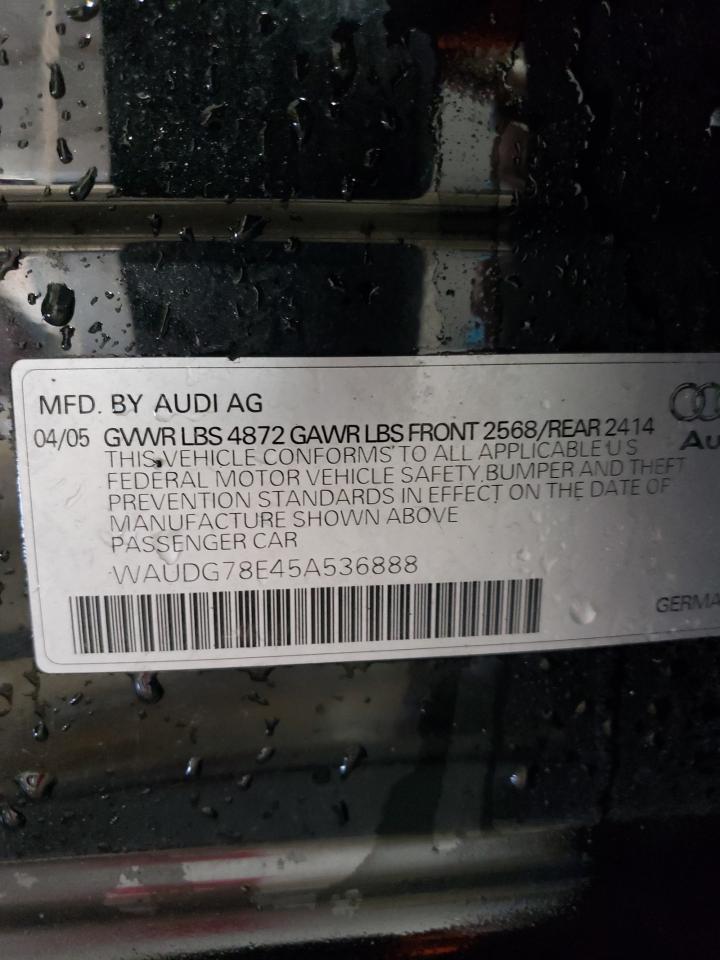 MFD. BY AUDI AG
04/05 GVWR LBS 4872 GAWR LBS FRONT 2568/REAR 2414
THIS VEHICLE CONFORMS TO ALL APPLICABLE U S
FEDERAL MOTOR VEHICLE SAFETY BUMPER AND THEFT
PREVENTION STANDARDS IN EFFECT ON THE DATE OF
MANUFACTURE SHOWN ABOVE
PASSENGER CAR
WAUDG78E45A536888
Au
GERMA